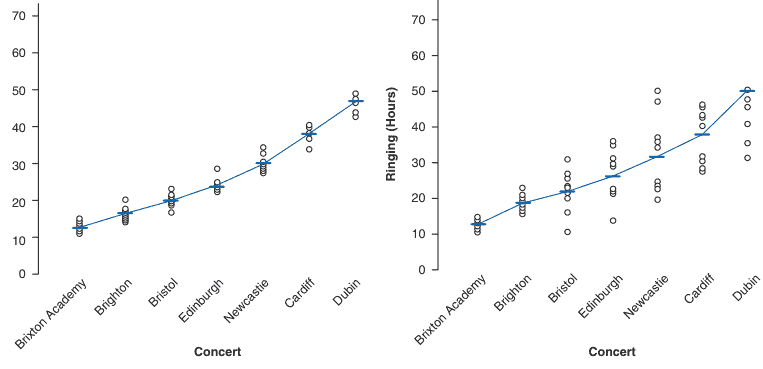 70
60
50
40
30
20
10
0
Brixton Academy
Brighton
Bristol
Edinburgh
Newcastle
Cardiff
Dubin
Concert
Ringing (Hours)
70
60
50
40
30
20
10
0
Brixton Academy
Brighton
Bristol
Edinburgh
Newcastle
Cardiff
Dubin
Concert